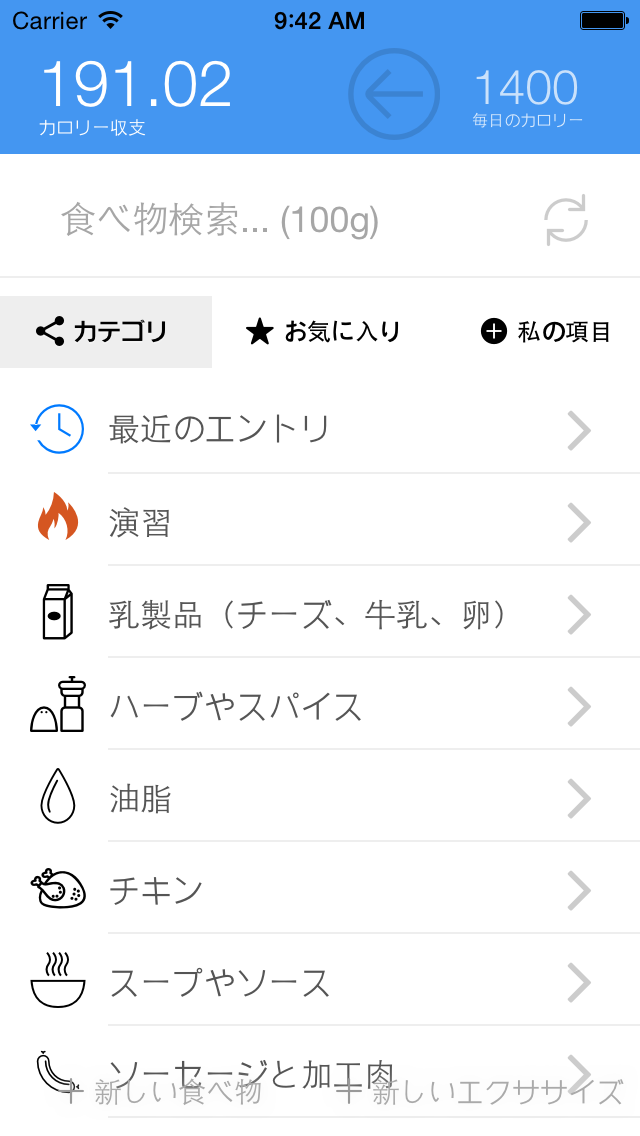 Carrier 9:42 AM
191.02 1400
カロリー収支 毎日のカロリー
食べ物検索... (100g)
カテゴリ お気に入り 私の項目
最近のエントリ
演習
乳製品（チーズ、牛乳、卵）
ハーブやスパイス
油脂
チキン
スープやソース
ソーセージと加工肉
+ 新しい食べ物 + 新しいエクササイズ